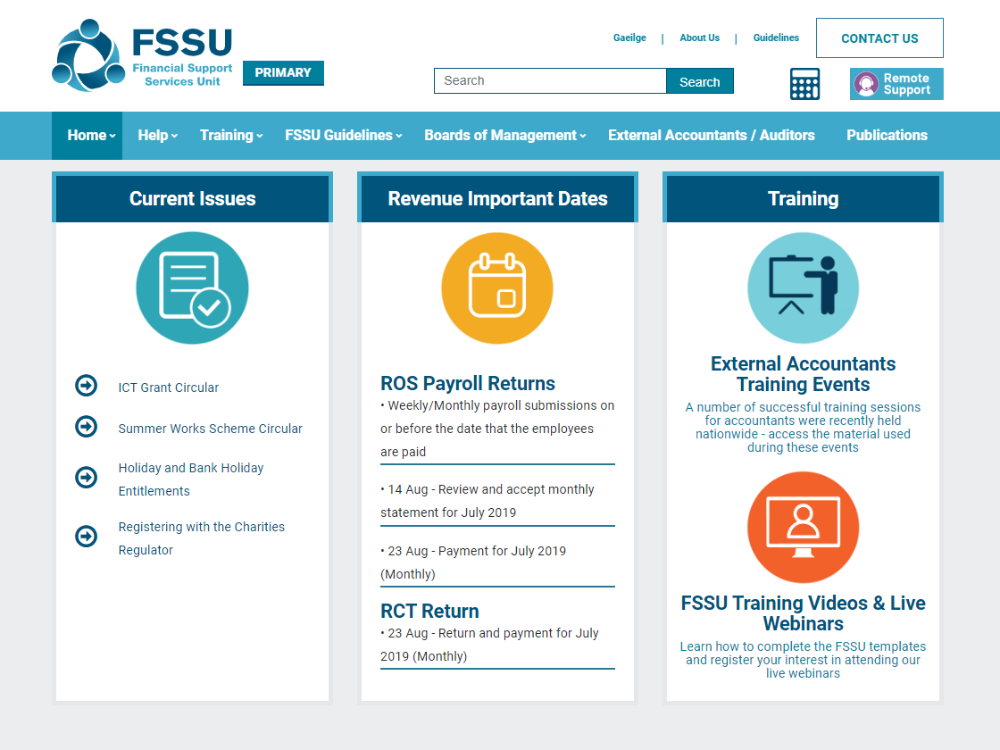 FSSU
Financial Support
Services Unit
PRIMARY
Gaeilge | About Us | Guidelines
CONTACT US
Search
Search
Remote
Support
Home
Help
Training
FSSU Guidelines
Boards of Management
External Accountants / Auditors
Publications
Current Issues
ICT Grant Circular
Summer Works Scheme Circular
Holiday and Bank Holiday
Entitlements
Registering with the Charities
Regulator
Revenue Important Dates
ROS Payroll Returns
• Weekly/Monthly payroll submissions on
or before the date that the employees
are paid
• 14 Aug - Review and accept monthly
statement for July 2019
• 23 Aug - Payment for July 2019
(Monthly)
RCT Return
• 23 Aug - Return and payment for July
2019 (Monthly)
Training
External Accountants
Training Events
A number of successful training sessions
for accountants were recently held
nationwide - access the material used
during these events
FSSU Training Videos & Live
Webinars
Learn how to complete the FSSU templates
and register your interest in attending our
live webinars